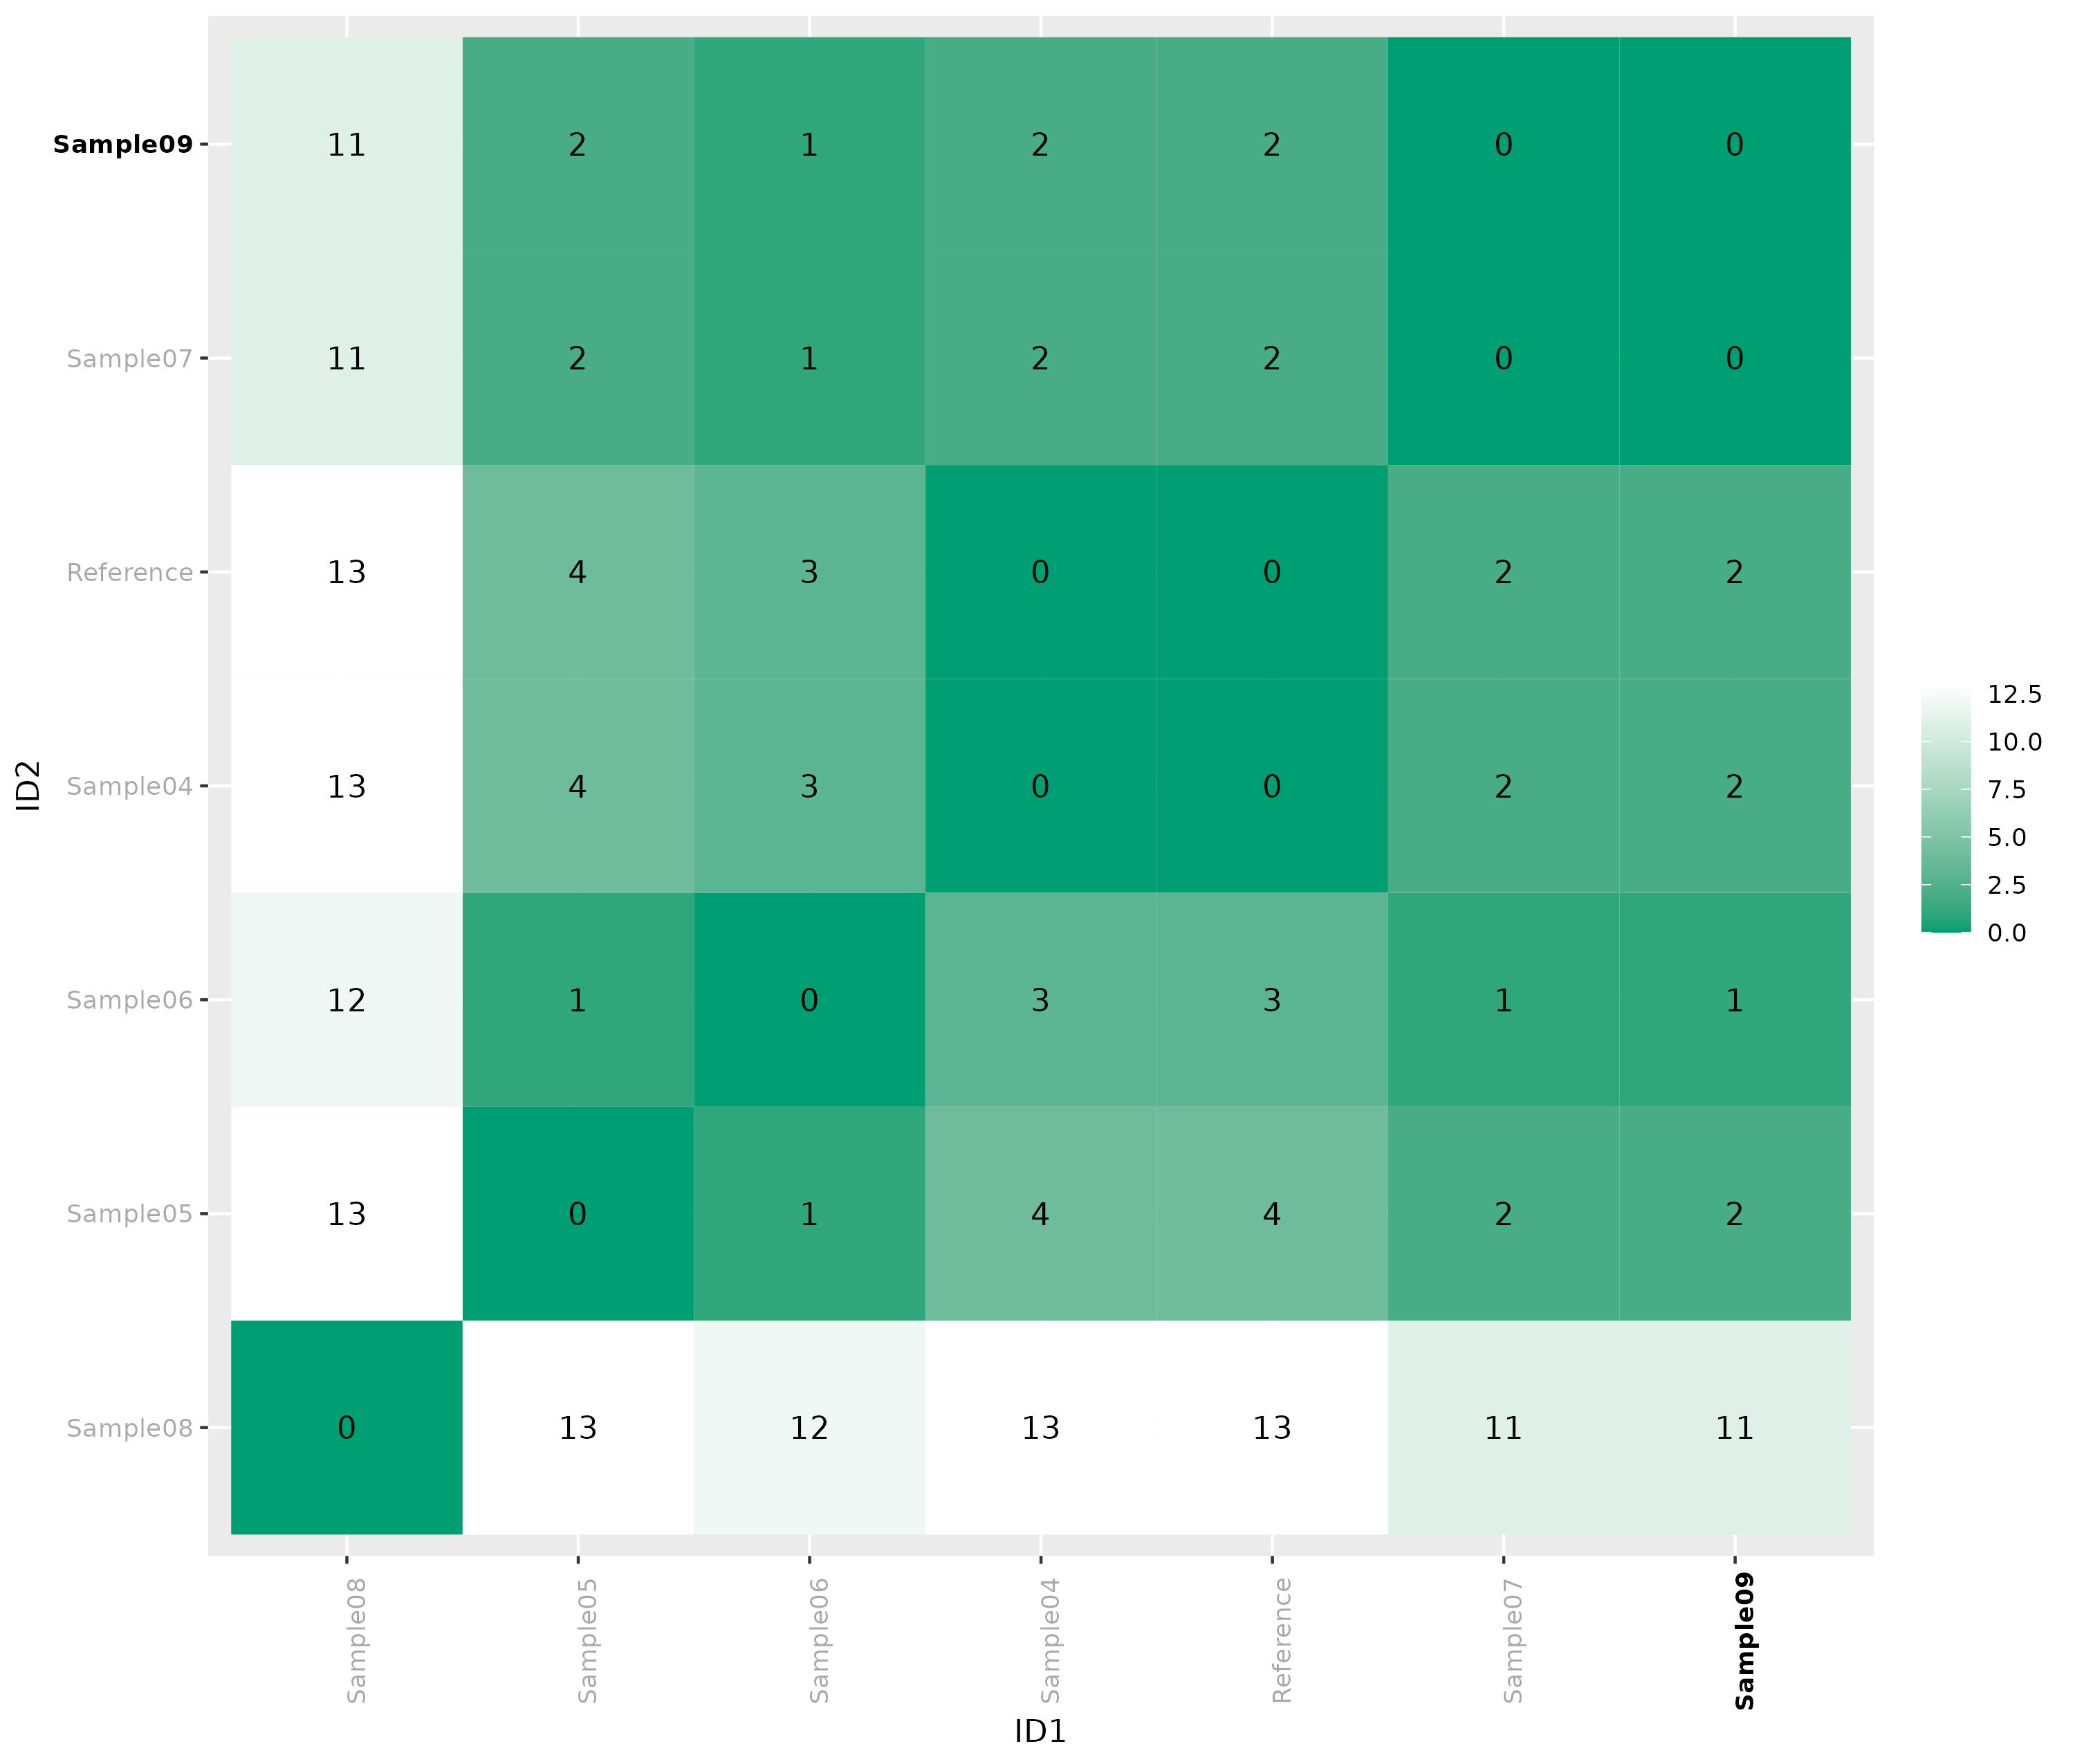 Sample09 11 2 1 2 2 0 0
Sample07 11 2 1 2 2 0 0
Reference 13 4 3 0 0 2 2
Sample04 13 4 3 0 0 2 2
Sample06 12 1 0 3 3 1 1
Sample05 13 0 1 4 4 2 2
Sample08 0 13 12 13 13 11 11
ID2
Sample08 Sample05 Sample06 Sample04 Reference Sample07 Sample09
ID1
12.5
10.0
7.5
5.0
2.5
0.0